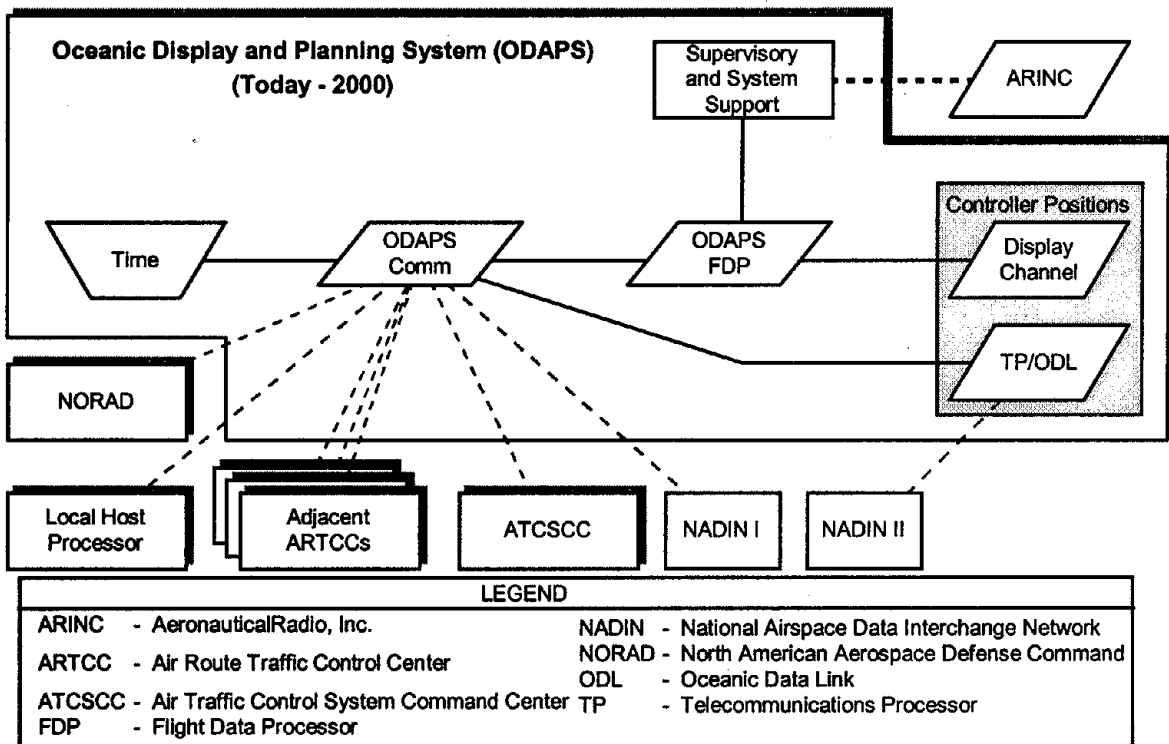 Oceanic Display and Planning System (ODAPS)
(Today - 2000)
Supervisory
and System
Support
ARINC
Controller Positions
Time
ODAPS
Comm
ODAPS
FDP
Display
Channel
TP/ODL
NORAD
Local Host
Processor
Adjacent
ARTCCs
ATCSCC
NADIN I
NADIN II
LEGEND
ARINC - AeronauticalRadio, Inc.
ARTCC - Air Route Traffic Control Center
ATCSCC - Air Traffic Control System Command Center
FDP - Flight Data Processor
NADIN - National Airspace Data Interchange Network
NORAD - North American Aerospace Defense Command
ODL - Oceanic Data Link
TP - Telecommunications Processor